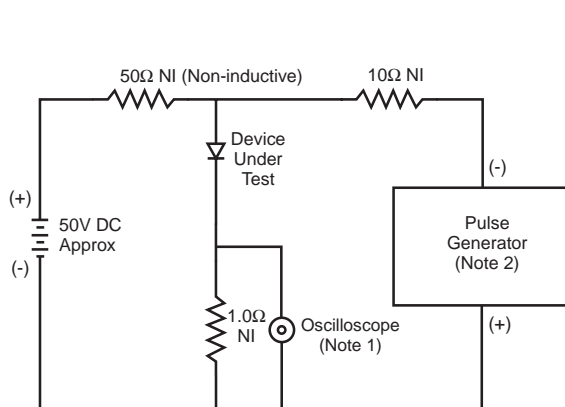 50Ω NI (Non-inductive)
10Ω NI
Device
Under
Test
(-)
(+)
50V DC
Approx
(-)
Pulse
Generator
(Note 2)
1.0Ω
NI
Oscilloscope
(Note 1)
(+)